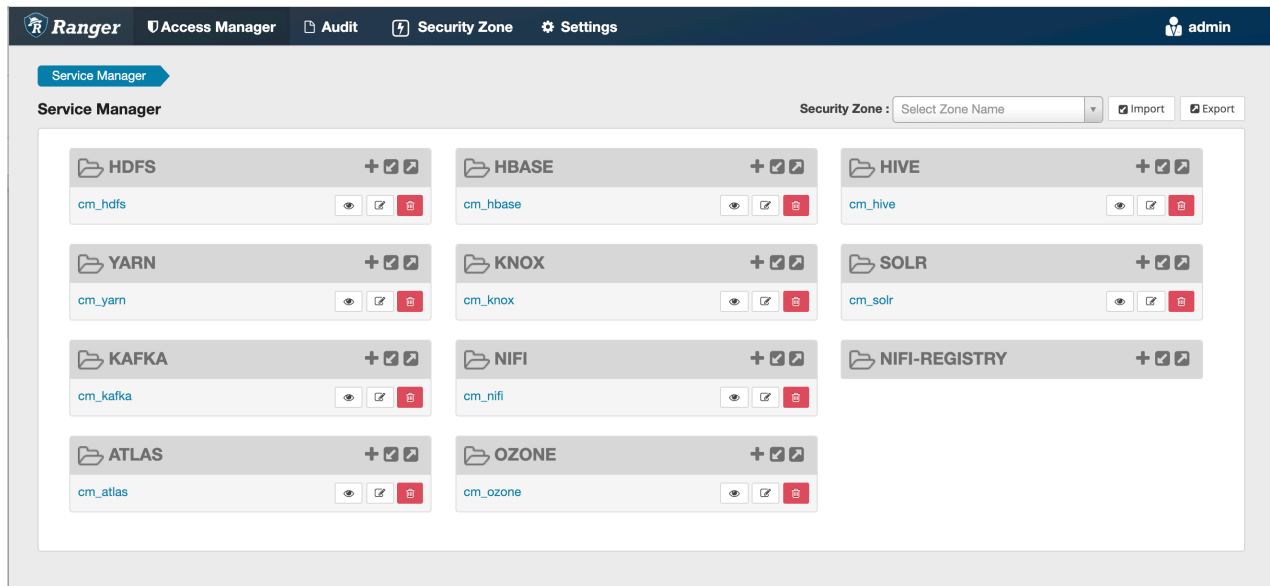 Ranger Access Manager Audit Security Zone Settings admin
Service Manager
Service Manager Security Zone : Select Zone Name Import Export
HDFS HBASE HIVE
cm_hdfs cm_hbase cm_hive
YARN KNOX SOLR
cm_yarn cm_knox cm_solr
KAFKA NIFI NIFI-REGISTRY
cm_kafka cm_nifi
ATLAS OZONE
cm_atlas cm_ozone